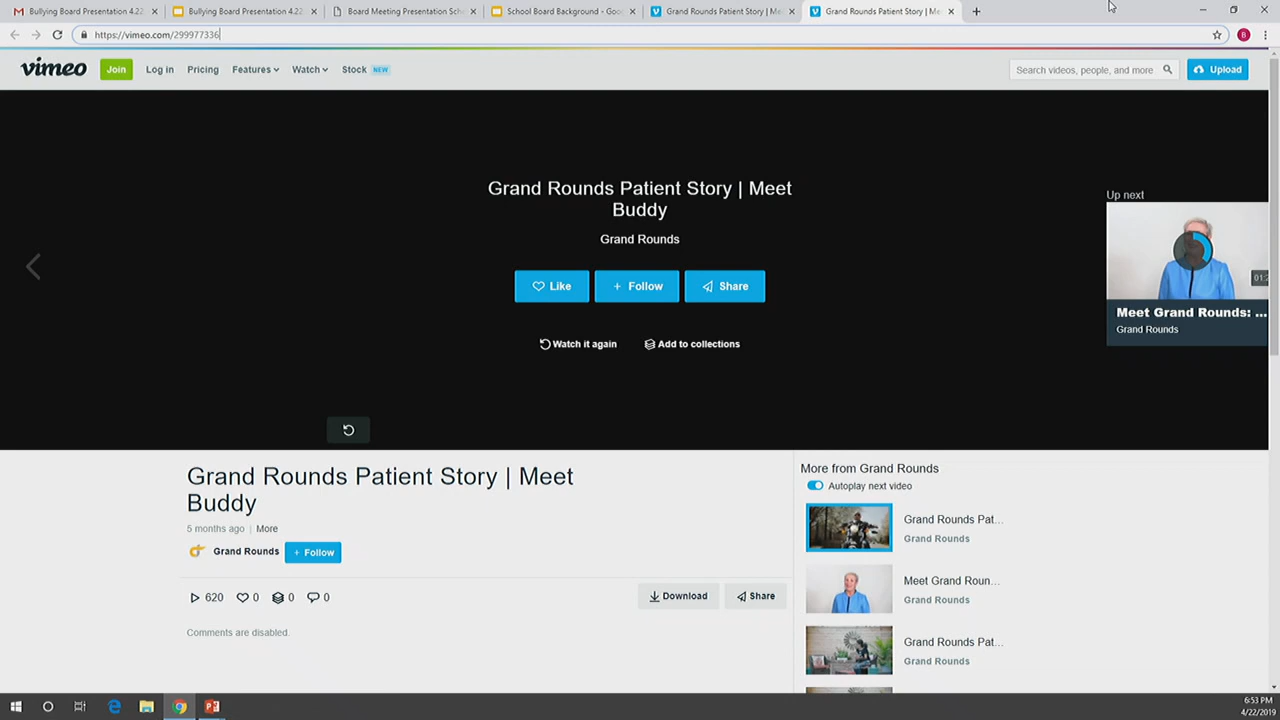 Bullying Board Presentation 4.22
Bullying Board Presentation 4.22.
Board Meeting Presentation Sch
School Board Background - Goo
Grand Rounds Patient Story | Me
Grand Rounds Patient Story | Me
https://vimeo.com/299977336
B
vimeo
Join
Log in
Pricing
Features
Watch
Stock
NEW
Search videos, people, and more
Upload
Grand Rounds Patient Story | Meet
Buddy
Grand Rounds
Like
+ Follow
Share
Watch it again
Add to collections
Up next
01:2
Meet Grand Rounds: ...
Grand Rounds
Grand Rounds Patient Story | Meet
Buddy
5 months ago | More
Grand Rounds
+ Follow
620
0
0
0
Download
Share
Comments are disabled.
More from Grand Rounds
Autoplay next video
Grand Rounds Pat...
Grand Rounds
Meet Grand Roun...
Grand Rounds
Grand Rounds Pat...
Grand Rounds
6:53 PM
4/22/2019